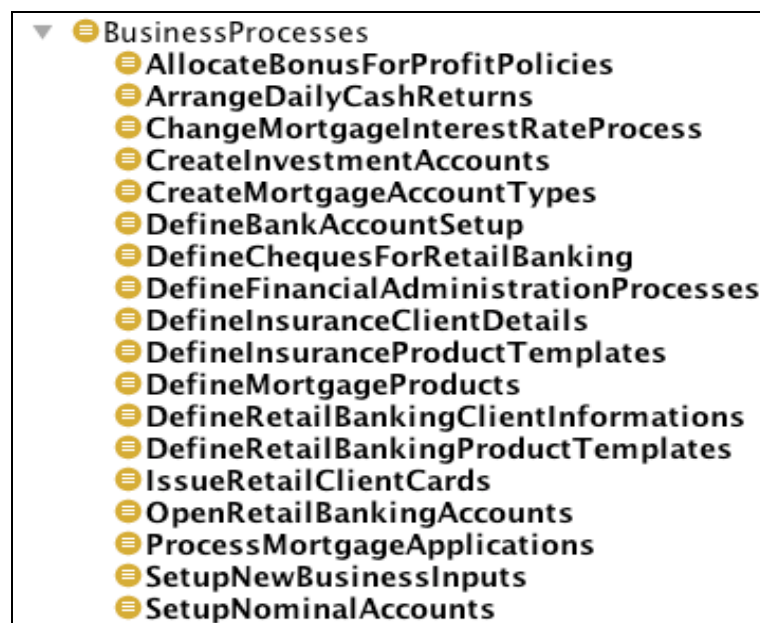 BusinessProcesses
AllocateBonusForProfitPolicies
ArrangeDailyCashReturns
ChangeMortgageInterestRateProcess
CreateInvestmentAccounts
CreateMortgageAccountTypes
DefineBankAccountSetup
DefineChequesForRetailBanking
DefineFinancialAdministrationProcesses
DefineInsuranceClientDetails
DefineInsuranceProductTemplates
DefineMortgageProducts
DefineRetailBankingClientInformations
DefineRetailBankingProductTemplates
IssueRetailClientCards
OpenRetailBankingAccounts
ProcessMortgageApplications
SetupNewBusinessInputs
SetupNominalAccounts